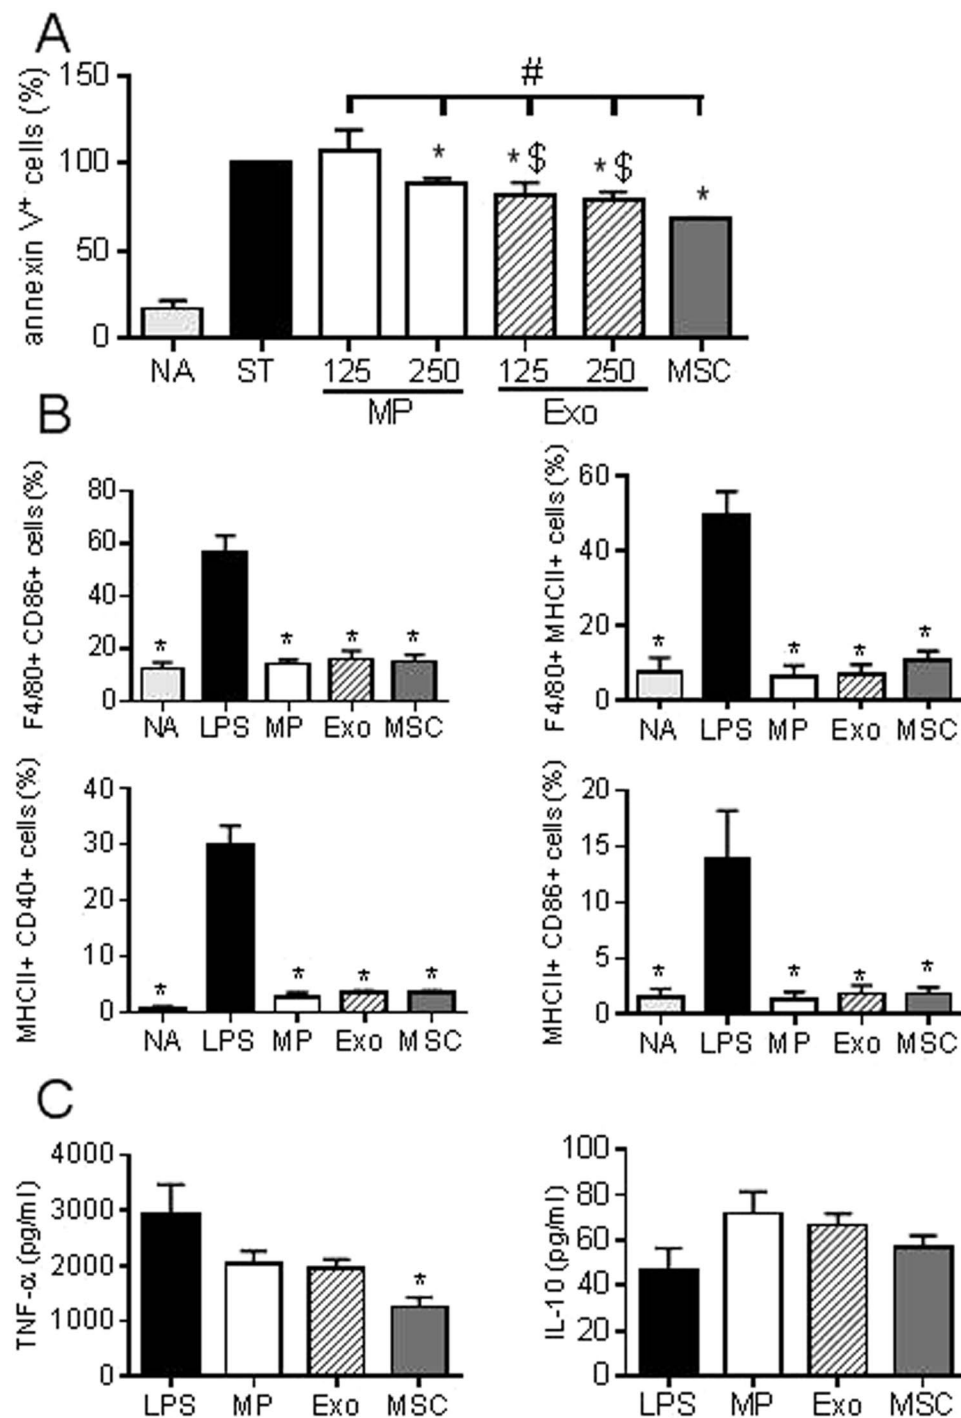 A
annexin V+ cells (%)
150
#
100
*
* $
* $
*
50
0
NA ST 125 250 125 250 MSC
MP Exo
B
F4/80+ CD86+ cells (%)
80
60
40
20
0
* * * *
NA LPS MP Exo MSC
F4/80+ MHCII+ cells (%)
60
40
20
0
* * * *
NA LPS MP Exo MSC
MHCII+ CD40+ cells (%)
40
30
20
10
0
* * * *
NA LPS MP Exo MSC
MHCII+ CD86+ cells (%)
20
15
10
5
0
* * * *
NA LPS MP Exo MSC
C
TNF-α (pg/ml)
4000
3000
2000
1000
0
*
LPS MP Exo MSC
IL-10 (pg/ml)
100
80
60
40
20
0
LPS MP Exo MSC